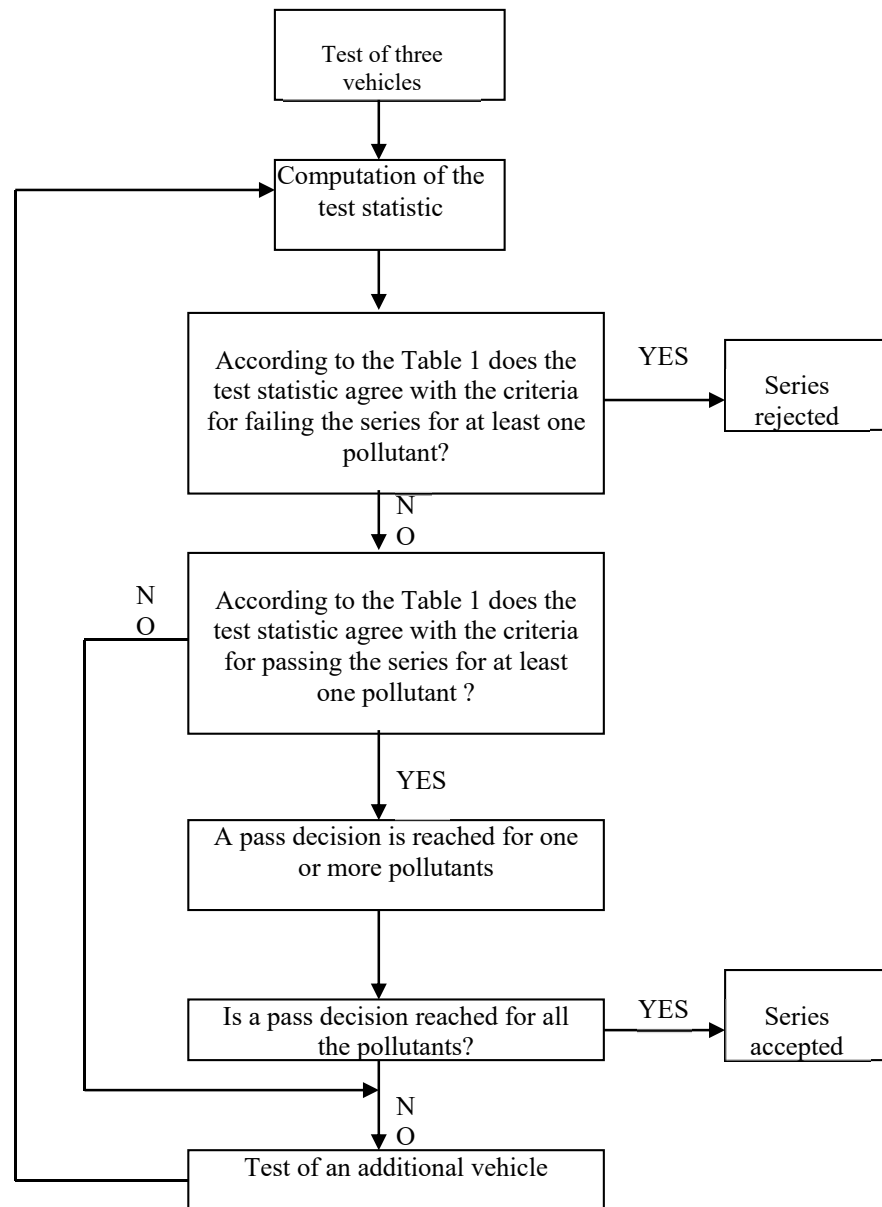 Test of three
vehicles
Computation of the
test statistic
According to the Table 1 does the
test statistic agree with the criteria
for failing the series for at least one
pollutant?
YES
Series
rejected
N
O
According to the Table 1 does the
test statistic agree with the criteria
for passing the series for at least
one pollutant ?
N
O
YES
A pass decision is reached for one
or more pollutants
Is a pass decision reached for all
the pollutants?
YES
Series
accepted
N
O
Test of an additional vehicle